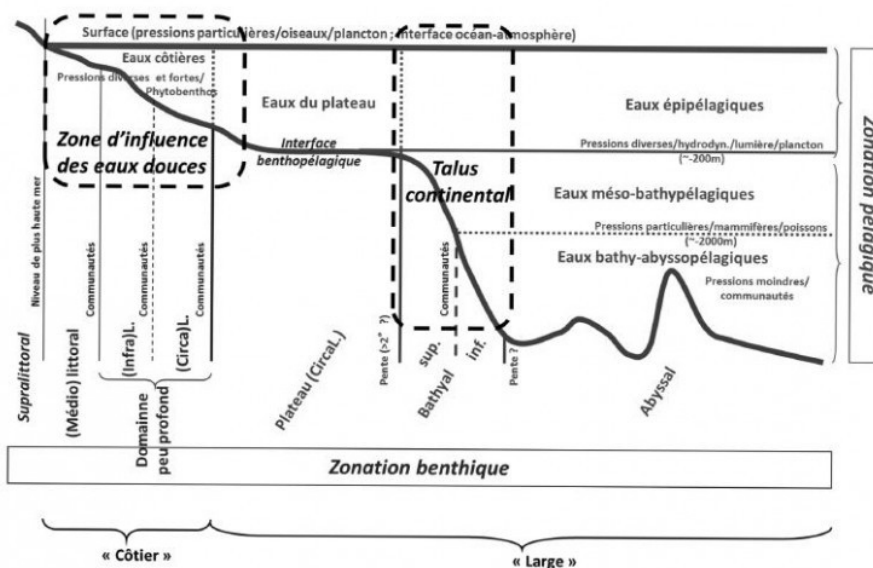 Surface (pressions particulières/oiseaux/plancton ; interface océan-atmosphère)
Eaux côtières
Pressions diverses et fortes/
Phytobenthos
Zone d'influence
des eaux douces
Eaux du plateau
Interface
benthopélagique
Talus
continental
Eaux épipélagiques
Pressions diverses/hydrodyn./lumière/plancton
(~-200m)
Eaux méso-bathypélagiques
Pressions particulières/mammifères/poissons
(~-2000m)
Eaux bathy-abyssopélagiques
Pressions moindres/
communautés
Zonation pélagique
Niveau de plus haute mer
Communautés
Communautés
Communautés
Communautés
Supralittoral
(Médio) littoral
(Infra)L.
(Circa)L.
Domainne
peu profond
Plateau (CircaL.)
Pente (>2° ?)
sup.
inf.
Bathyal
Pente ?
Abyssal
Zonation benthique
« Côtier »
« Large »